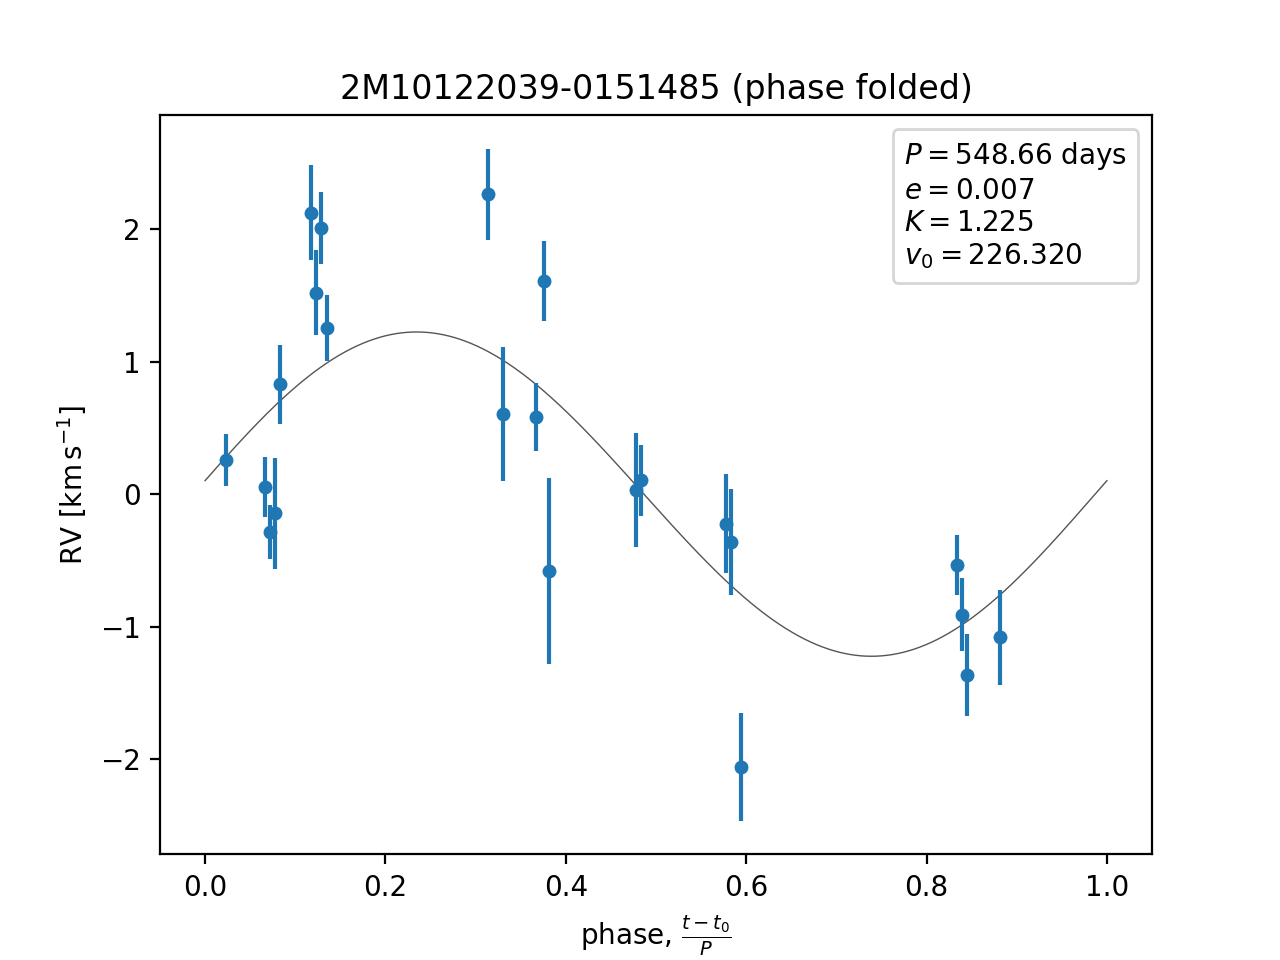 2M10122039-0151485 (phase folded)
P = 548.66 days
e = 0.007
K = 1.225
v₀ = 226.320
2
1
0
−1
−2
RV [km s⁻¹]
0.0 0.2 0.4 0.6 0.8 1.0
phase, (t − t₀)/P